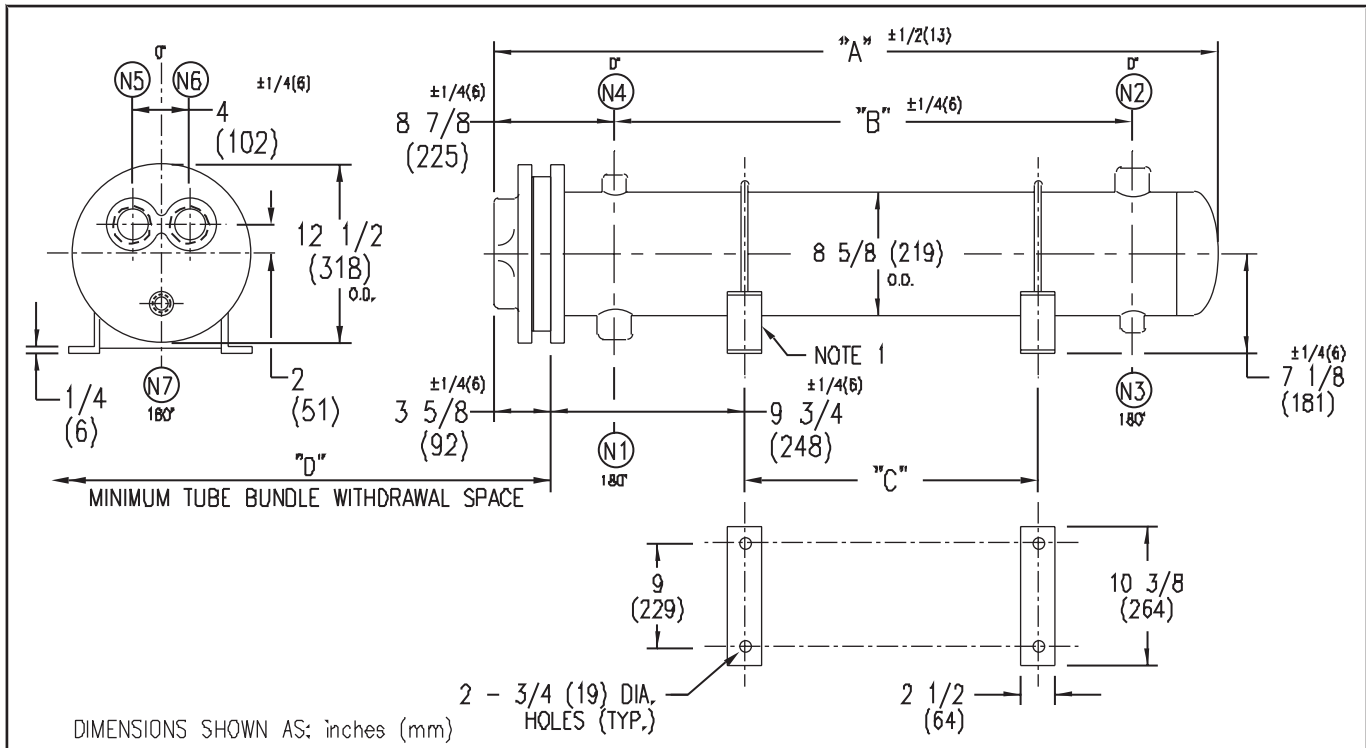 "A" ±1/2(13)
0°
N5 N6 ±1/4(6)
4
(102)
±1/4(6)
8 7/8
(225)
0°
N4
"B" ±1/4(6)
0°
N2
12 1/2
(318)
O.D.
8 5/8 (219)
O.D.
NOTE 1
1/4
(6)
N7
180°
2
(51)
±1/4(6)
3 5/8
(92)
N1
180°
±1/4(6)
9 3/4
(248)
N3
180°
±1/4(6)
7 1/8
(181)
"D"
MINIMUM TUBE BUNDLE WITHDRAWAL SPACE
"C"
9
(229)
10 3/8
(264)
2 - 3/4 (19) DIA.
HOLES (TYP.)
2 1/2
(64)
DIMENSIONS SHOWN AS: inches (mm)